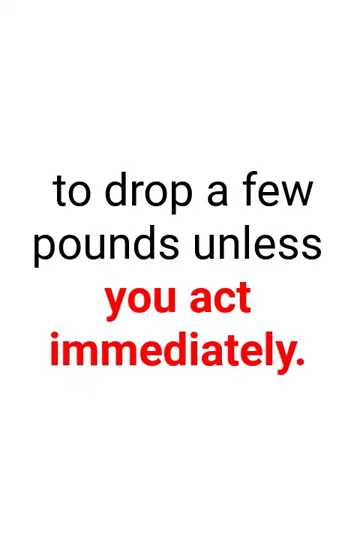 to drop a few
pounds unless
you act
immediately.